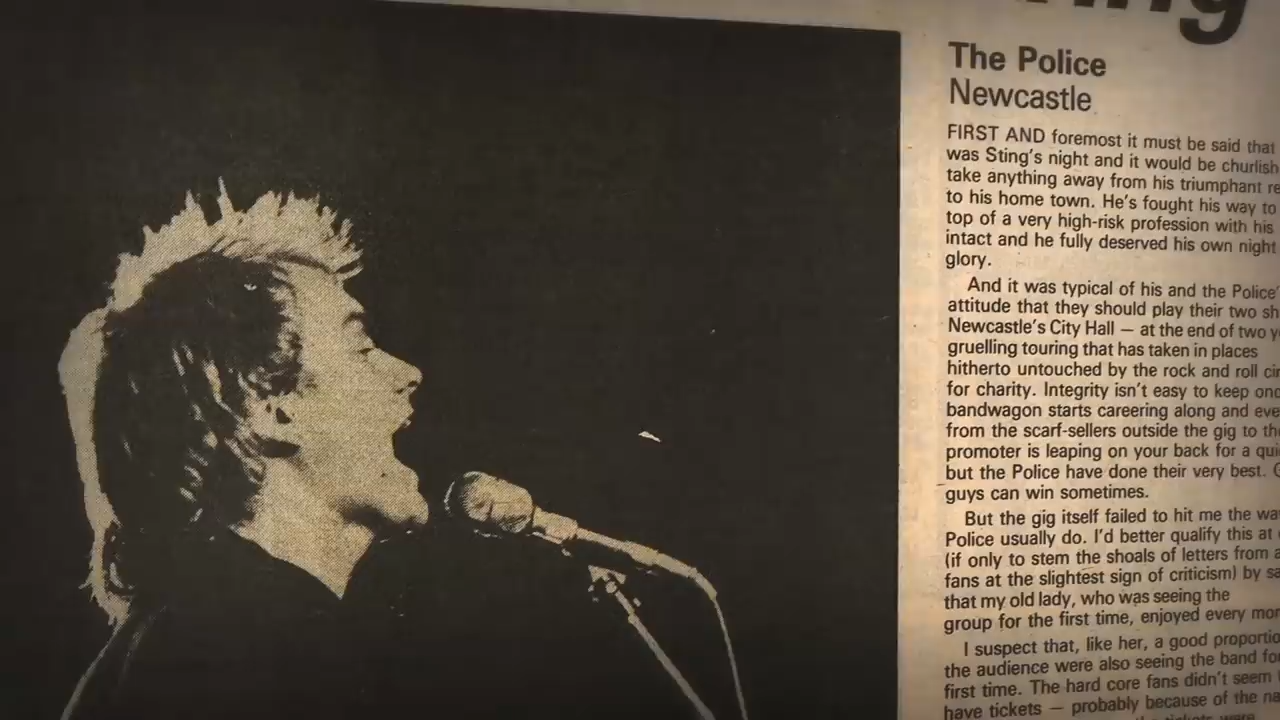 The Police
Newcastle
FIRST AND foremost it must be said that
was Sting's night and it would be churlish
take anything away from his triumphant
to his home town. He's fought his way to
top of a very high-risk profession with his
intact and he fully deserved his own night
glory.
And it was typical of his and the Police'
attitude that they should play their two
Newcastle's City Hall — at the end of two
gruelling touring that has taken in places
hitherto untouched by the rock and roll
for charity. Integrity isn't easy to keep
bandwagon starts careering along and
from the scarf-sellers outside the gig to
promoter is leaping on your back for a
but the Police have done their very best.
guys can win sometimes.
But the gig itself failed to hit me the
Police usually do. I'd better qualify this at
(if only to stem the shoals of letters from
fans at the slightest sign of criticism) by
that my old lady, who was seeing the
group for the first time, enjoyed every
I suspect that, like her, a good
the audience were also seeing the band
first time. The hard core fans didn't seem
have tickets — probably because of the